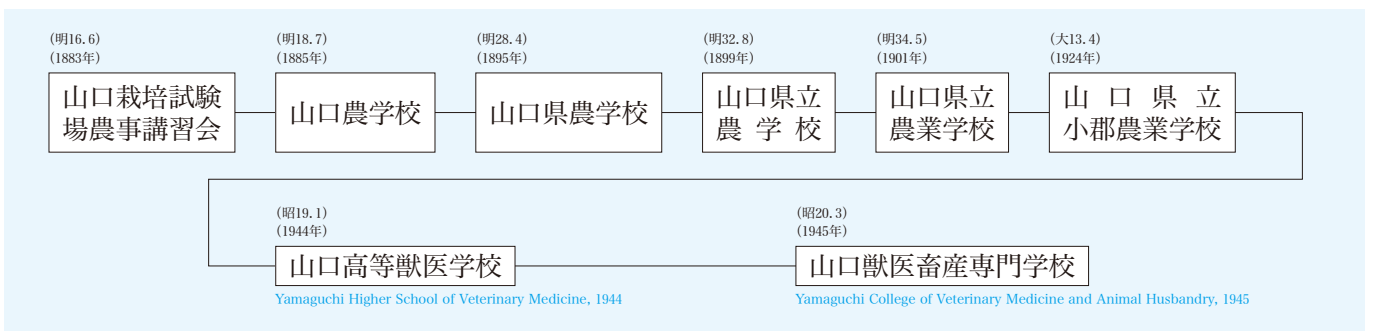 (明16. 6)
(1883年)
山口栽培試験
場農事講習会
(明18. 7)
(1885年)
山口農学校
(明28. 4)
(1895年)
山口県農学校
(明32. 8)
(1899年)
山口県立
農学校
(明34. 5)
(1901年)
山口県立
農業学校
(大13. 4)
(1924年)
山口県立
小郡農業学校
(昭19. 1)
(1944年)
山口高等獣医学校
Yamaguchi Higher School of Veterinary Medicine, 1944
(昭20. 3)
(1945年)
山口獣医畜産専門学校
Yamaguchi College of Veterinary Medicine and Animal Husbandry, 1945